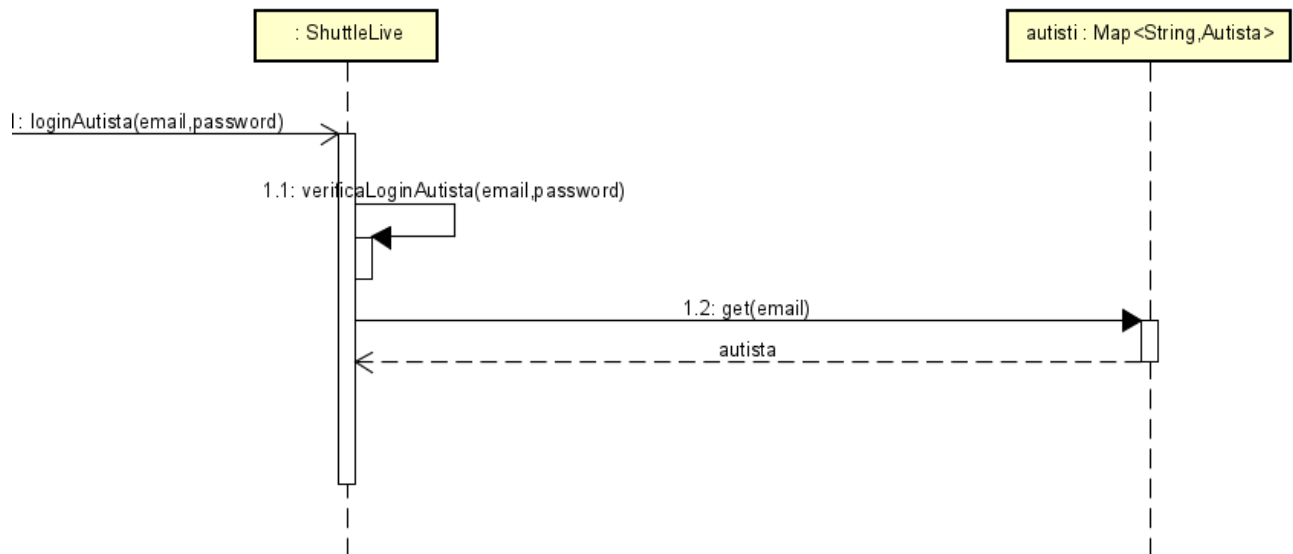 : ShuttleLive
autisti : Map<String,Autista>
1: loginAutista(email,password)
1.1: verificaLoginAutista(email,password)
1.2: get(email)
autista